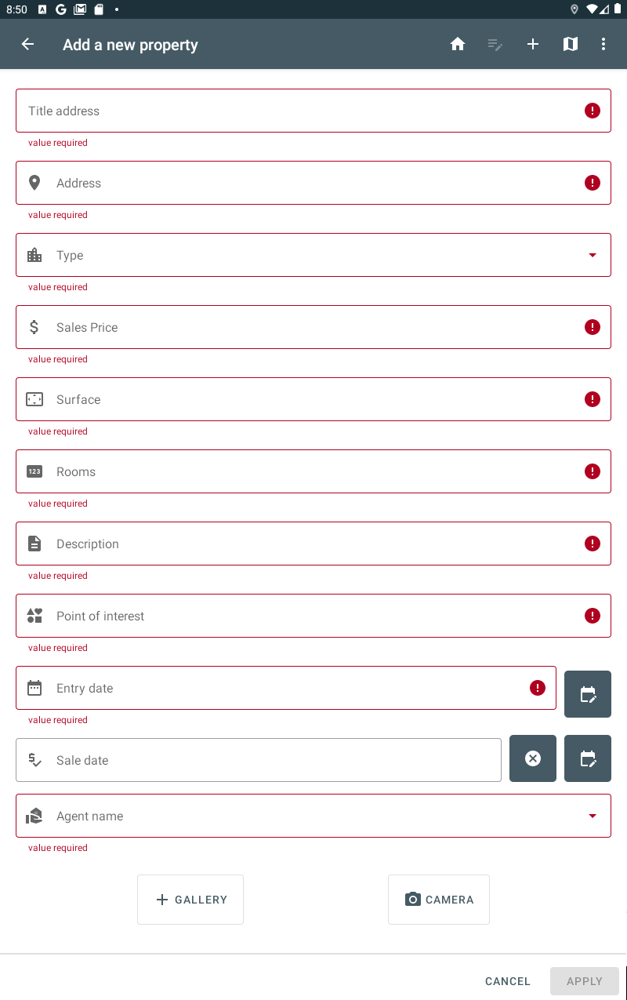 8:50
Add a new property
Title address
value required
Address
value required
Type
value required
Sales Price
value required
Surface
value required
123 Rooms
value required
Description
value required
Point of interest
value required
Entry date
value required
Sale date
Agent name
value required
GALLERY CAMERA
CANCEL APPLY